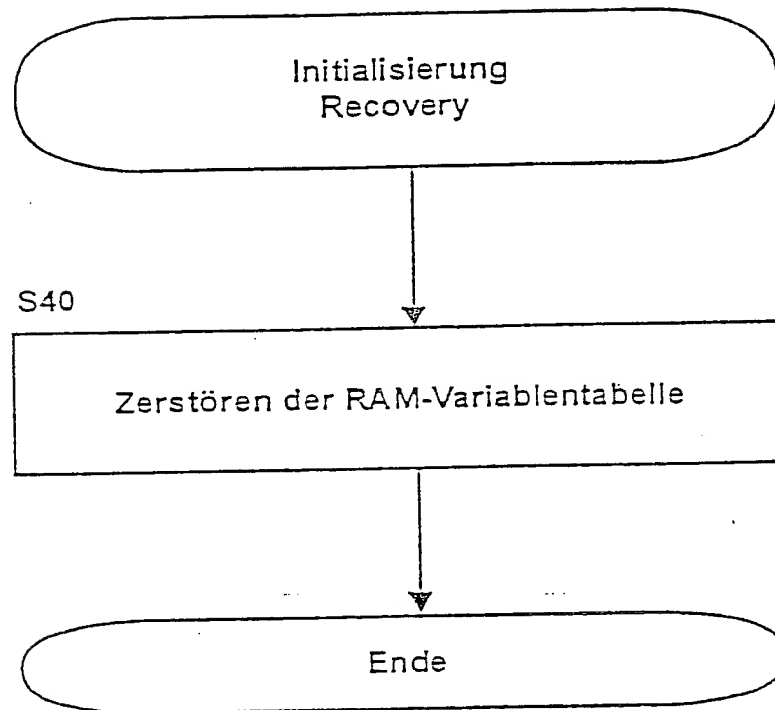 Initialisierung
Recovery
S40
Zerstören der RAM-Variablentabelle
Ende